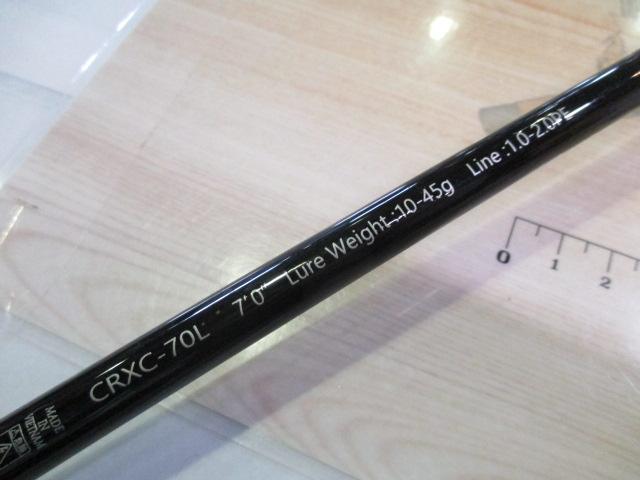 CRXC-70L 7'0" Lure Weight :10-45g Line :1.0-2.0PE
MADE
IN
VIETNAM
0 1 2